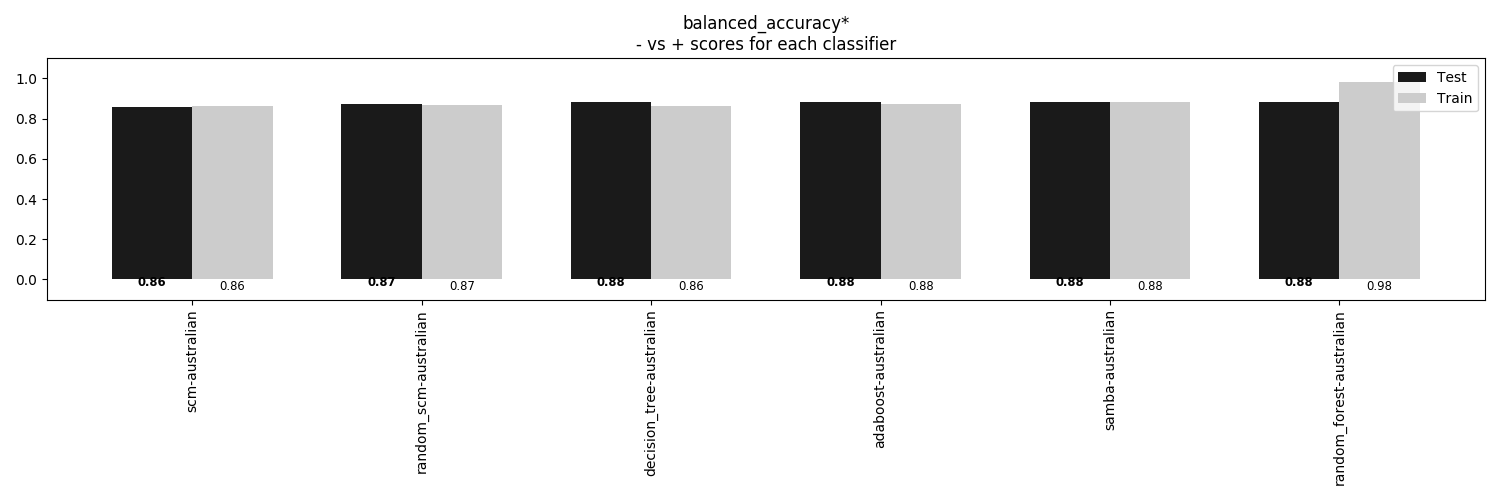 balanced_accuracy*
- vs + scores for each classifier
Test
Train
1.0
0.8
0.6
0.4
0.2
0.0
0.86 0.86 0.87 0.87 0.88 0.86 0.88 0.88 0.88 0.88 0.88 0.98
scm-australian
random_scm-australian
decision_tree-australian
adaboost-australian
samba-australian
random_forest-australian